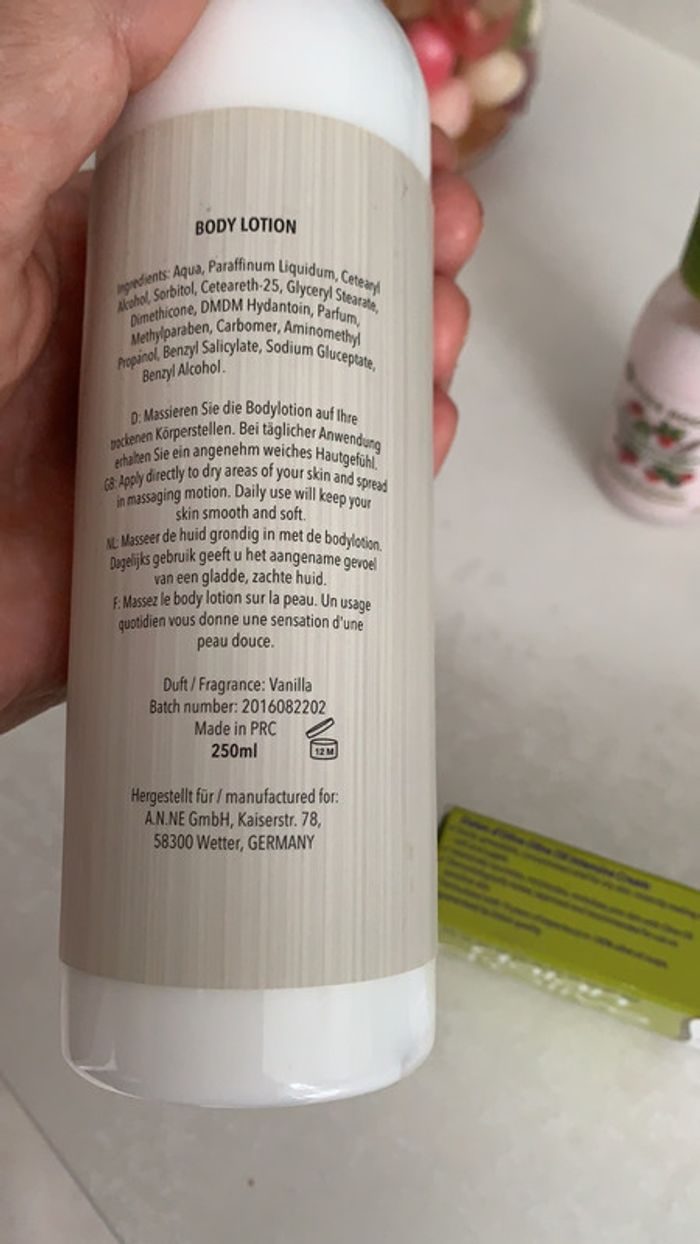 BODY LOTION
Ingredients: Aqua, Paraffinum Liquidum, Cetearyl
Alcohol, Sorbitol, Ceteareth-25, Glyceryl Stearate,
Dimethicone, DMDM Hydantoin, Parfum,
Methylparaben, Carbomer, Aminomethyl
Propanol, Benzyl Salicylate, Sodium Gluceptate,
Benzyl Alcohol.
D: Massieren Sie die Bodylotion auf Ihre
trockenen Körperstellen. Bei täglicher Anwendung
erhalten Sie ein angenehm weiches Hautgefühl.
GB: Apply directly to dry areas of your skin and spread
in massaging motion. Daily use will keep your
skin smooth and soft.
NL: Masseer de huid grondig in met de bodylotion.
Dagelijks gebruik geeft u het aangename gevoel
van een gladde, zachte huid.
F: Massez le body lotion sur la peau. Un usage
quotidien vous donne une sensation d'une
peau douce.
Duft / Fragrance: Vanilla
Batch number: 2016082202
Made in PRC
250ml
12 M
Hergestellt für / manufactured for:
A.N.NE GmbH, Kaiserstr. 78,
58300 Wetter, GERMANY